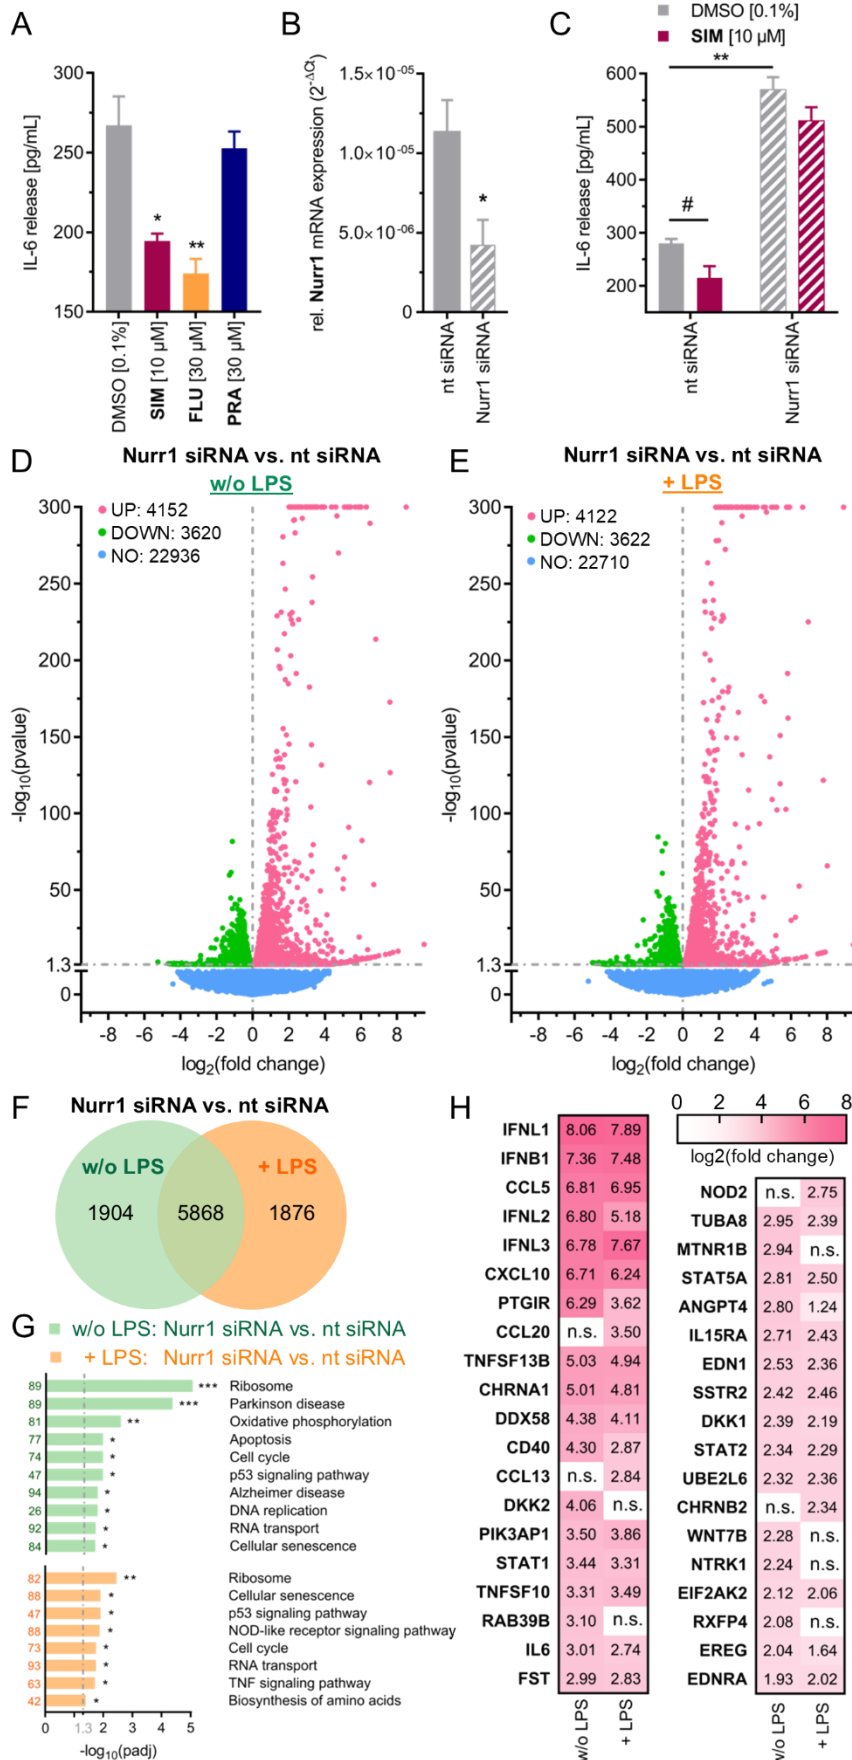 A
300
250
200
150
IL-6 release [pg/mL]
*
**
DMSO [0.1%]
SIM [10 µM]
FLU [30 µM]
PRA [30 µM]
B
rel. Nurr1 mRNA expression (2^-ΔCt)
1.5×10^-05
1.0×10^-05
5.0×10^-06
0
*
nt siRNA
Nurr1 siRNA
C
DMSO [0.1%]
SIM [10 µM]
**
#
600
500
400
300
200
IL-6 release [pg/mL]
nt siRNA
Nurr1 siRNA
D
Nurr1 siRNA vs. nt siRNA
w/o LPS
UP: 4152
DOWN: 3620
NO: 22936
300
250
200
150
100
50
1.3
0
-log10(pvalue)
-8 -6 -4 -2 0 2 4 6 8
log2(fold change)
E
Nurr1 siRNA vs. nt siRNA
+ LPS
UP: 4122
DOWN: 3622
NO: 22710
300
250
200
150
100
50
1.3
0
-log10(pvalue)
-8 -6 -4 -2 0 2 4 6 8
log2(fold change)
F
Nurr1 siRNA vs. nt siRNA
w/o LPS + LPS
1904 5868 1876
G
w/o LPS: Nurr1 siRNA vs. nt siRNA
+ LPS: Nurr1 siRNA vs. nt siRNA
89 *** Ribosome
89 *** Parkinson disease
81 ** Oxidative phosphorylation
77 * Apoptosis
74 * Cell cycle
47 * p53 signaling pathway
94 * Alzheimer disease
26 * DNA replication
92 * RNA transport
84 * Cellular senescence
82 ** Ribosome
88 * Cellular senescence
47 * p53 signaling pathway
88 * NOD-like receptor signaling pathway
73 * Cell cycle
93 * RNA transport
63 * TNF signaling pathway
42 * Biosynthesis of amino acids
0 1.3 2 3 4 5
-log10(padj)
H
IFNL1 8.06 7.89
IFNB1 7.36 7.48
CCL5 6.81 6.95
IFNL2 6.80 5.18
IFNL3 6.78 7.67
CXCL10 6.71 6.24
PTGIR 6.29 3.62
CCL20 n.s. 3.50
TNFSF13B 5.03 4.94
CHRNA1 5.01 4.81
DDX58 4.38 4.11
CD40 4.30 2.87
CCL13 n.s. 2.84
DKK2 4.06 n.s.
PIK3AP1 3.50 3.86
STAT1 3.44 3.31
TNFSF10 3.31 3.49
RAB39B 3.10 n.s.
IL6 3.01 2.74
FST 2.99 2.83
w/o LPS
+ LPS
0 2 4 6 8
log2(fold change)
NOD2 n.s. 2.75
TUBA8 2.95 2.39
MTNR1B 2.94 n.s.
STAT5A 2.81 2.50
ANGPT4 2.80 1.24
IL15RA 2.71 2.43
EDN1 2.53 2.36
SSTR2 2.42 2.46
DKK1 2.39 2.19
STAT2 2.34 2.29
UBE2L6 2.32 2.36
CHRNB2 n.s. 2.34
WNT7B 2.28 n.s.
NTRK1 2.24 n.s.
EIF2AK2 2.12 2.06
RXFP4 2.08 n.s.
EREG 2.04 1.64
EDNRA 1.93 2.02
w/o LPS
+ LPS